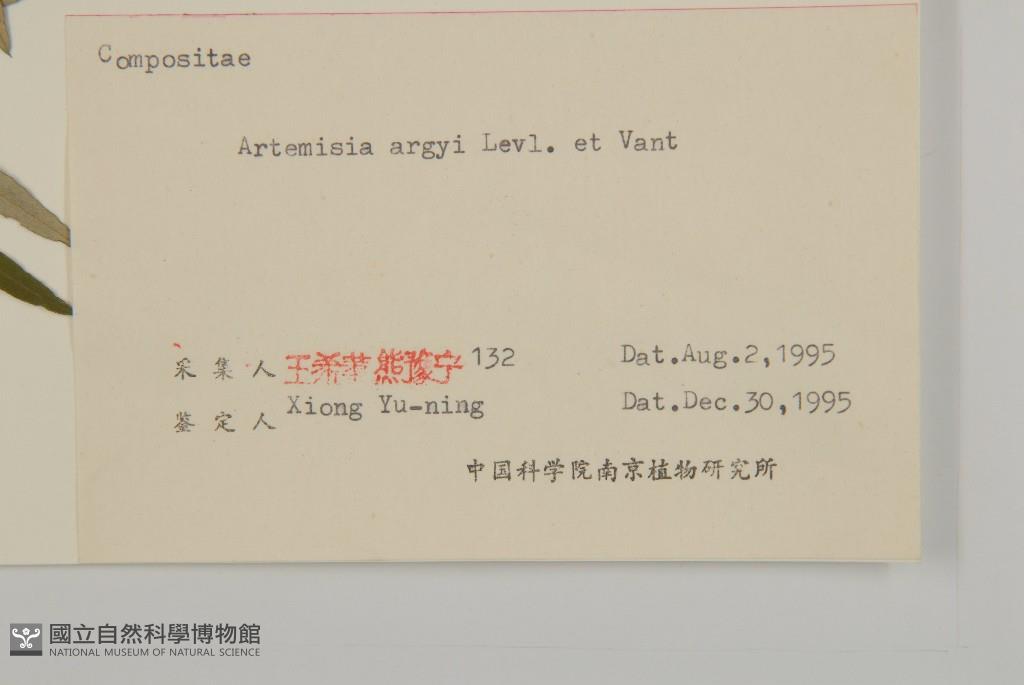 Compositae
Artemisia argyi Levl. et Vant
采集人 王希蕖 熊豫宁 132 Dat.Aug.2,1995
鉴定人 Xiong Yu-ning Dat.Dec.30,1995
中国科学院南京植物研究所
國立自然科學博物館
NATIONAL MUSEUM OF NATURAL SCIENCE